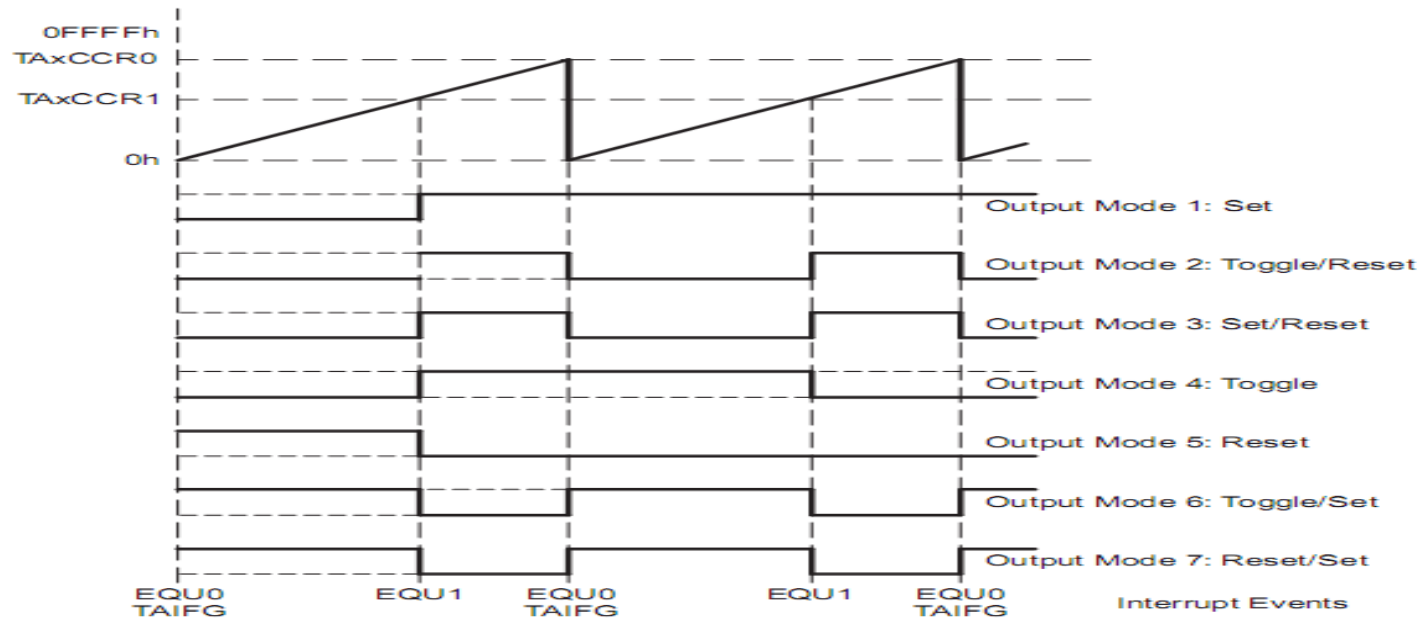 0FFFFh
TAxCCR0
TAxCCR1
0h
Output Mode 1: Set
Output Mode 2: Toggle/Reset
Output Mode 3: Set/Reset
Output Mode 4: Toggle
Output Mode 5: Reset
Output Mode 6: Toggle/Set
Output Mode 7: Reset/Set
EQU0 EQU1 EQU0 EQU1 EQU0
TAIFG TAIFG TAIFG Interrupt Events